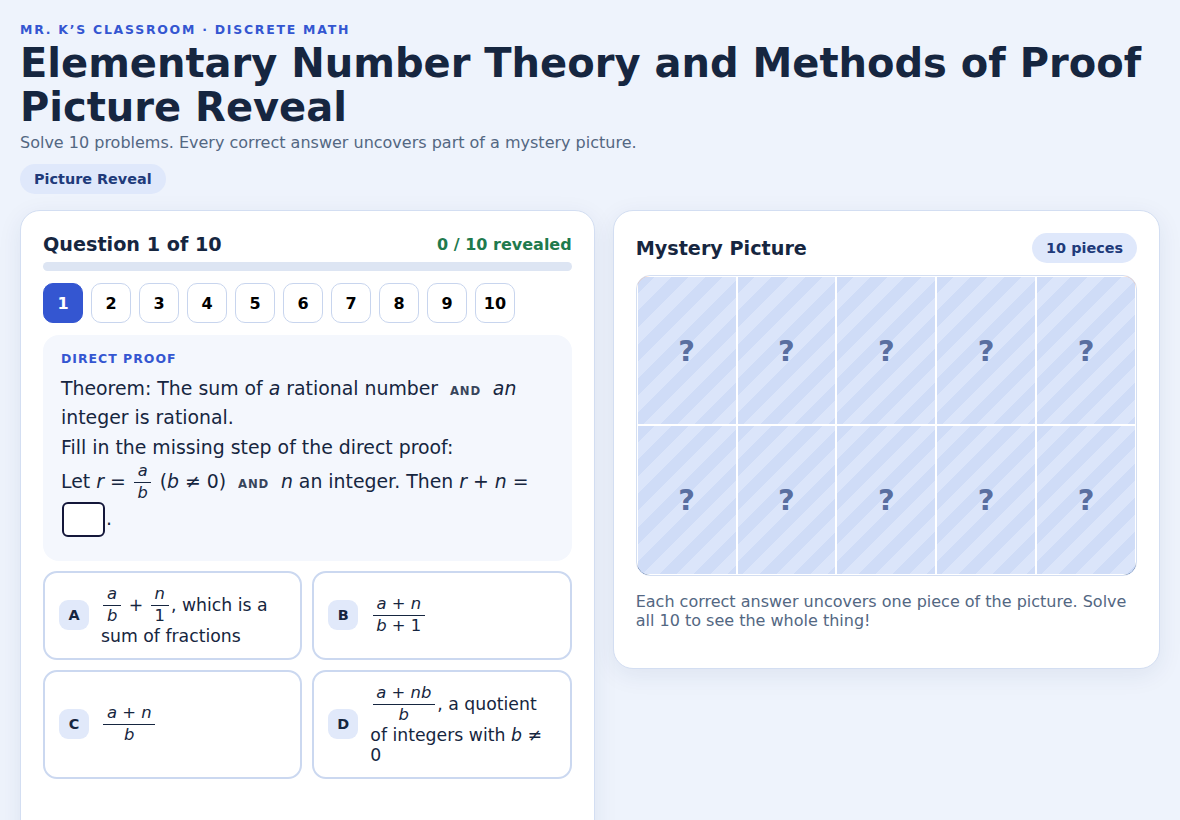 MR. K’S CLASSROOM · DISCRETE MATH
Elementary Number Theory and Methods of Proof
Picture Reveal
Solve 10 problems. Every correct answer uncovers part of a mystery picture.
Picture Reveal
Question 1 of 10
0 / 10 revealed
1 2 3 4 5 6 7 8 9 10
DIRECT PROOF
Theorem: The sum of a rational number AND an
integer is rational.
Fill in the missing step of the direct proof:
Let r = a/b (b ≠ 0) AND n an integer. Then r + n =
.
A a/b + n/1, which is a
sum of fractions
B (a + n)/(b + 1)
C (a + n)/b
D (a + nb)/b, a quotient
of integers with b ≠
0
Mystery Picture
10 pieces
? ? ? ? ?
? ? ? ? ?
Each correct answer uncovers one piece of the picture. Solve
all 10 to see the whole thing!